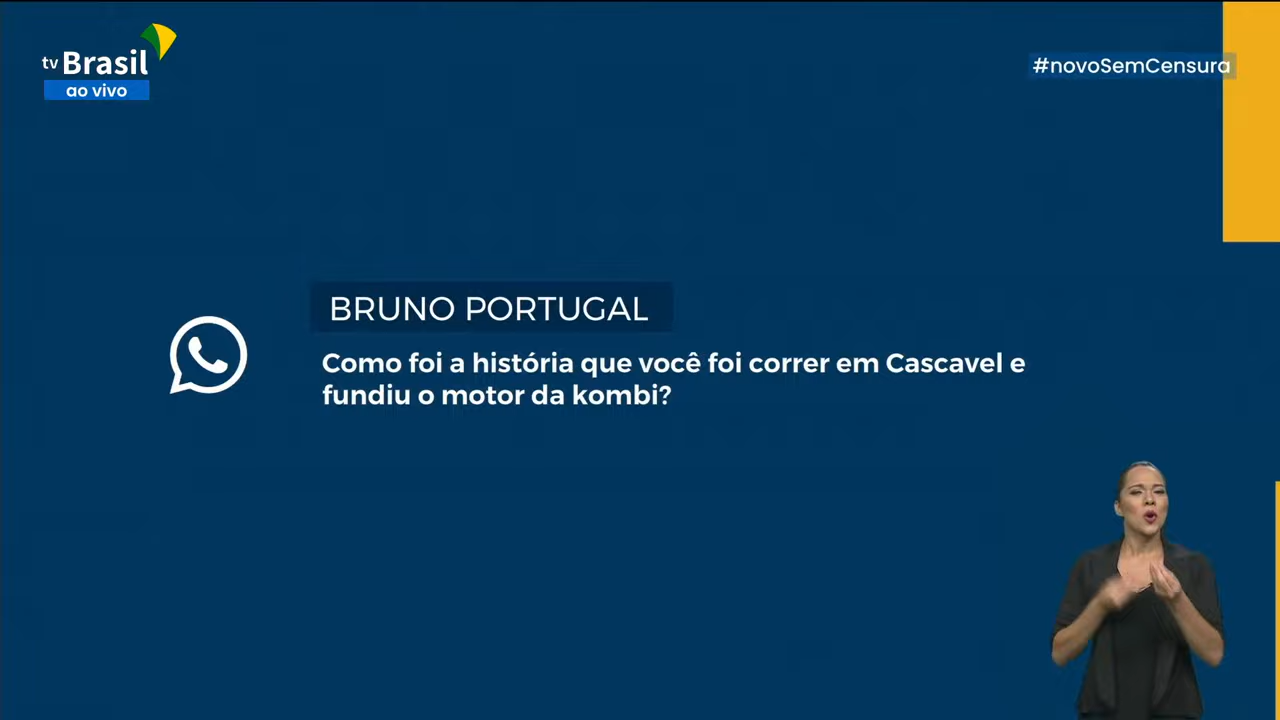 tv Brasil
ao vivo
#novoSemCensura
BRUNO PORTUGAL
Como foi a história que você foi correr em Cascavel e
fundiu o motor da kombi?